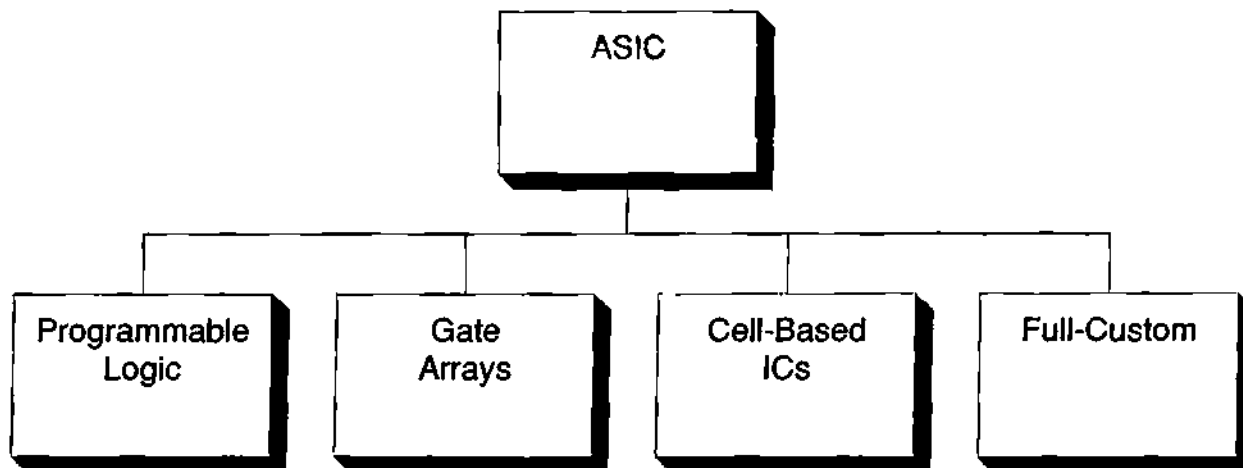 ASIC
Programmable
Logic
Gate
Arrays
Cell-Based
ICs
Full-Custom